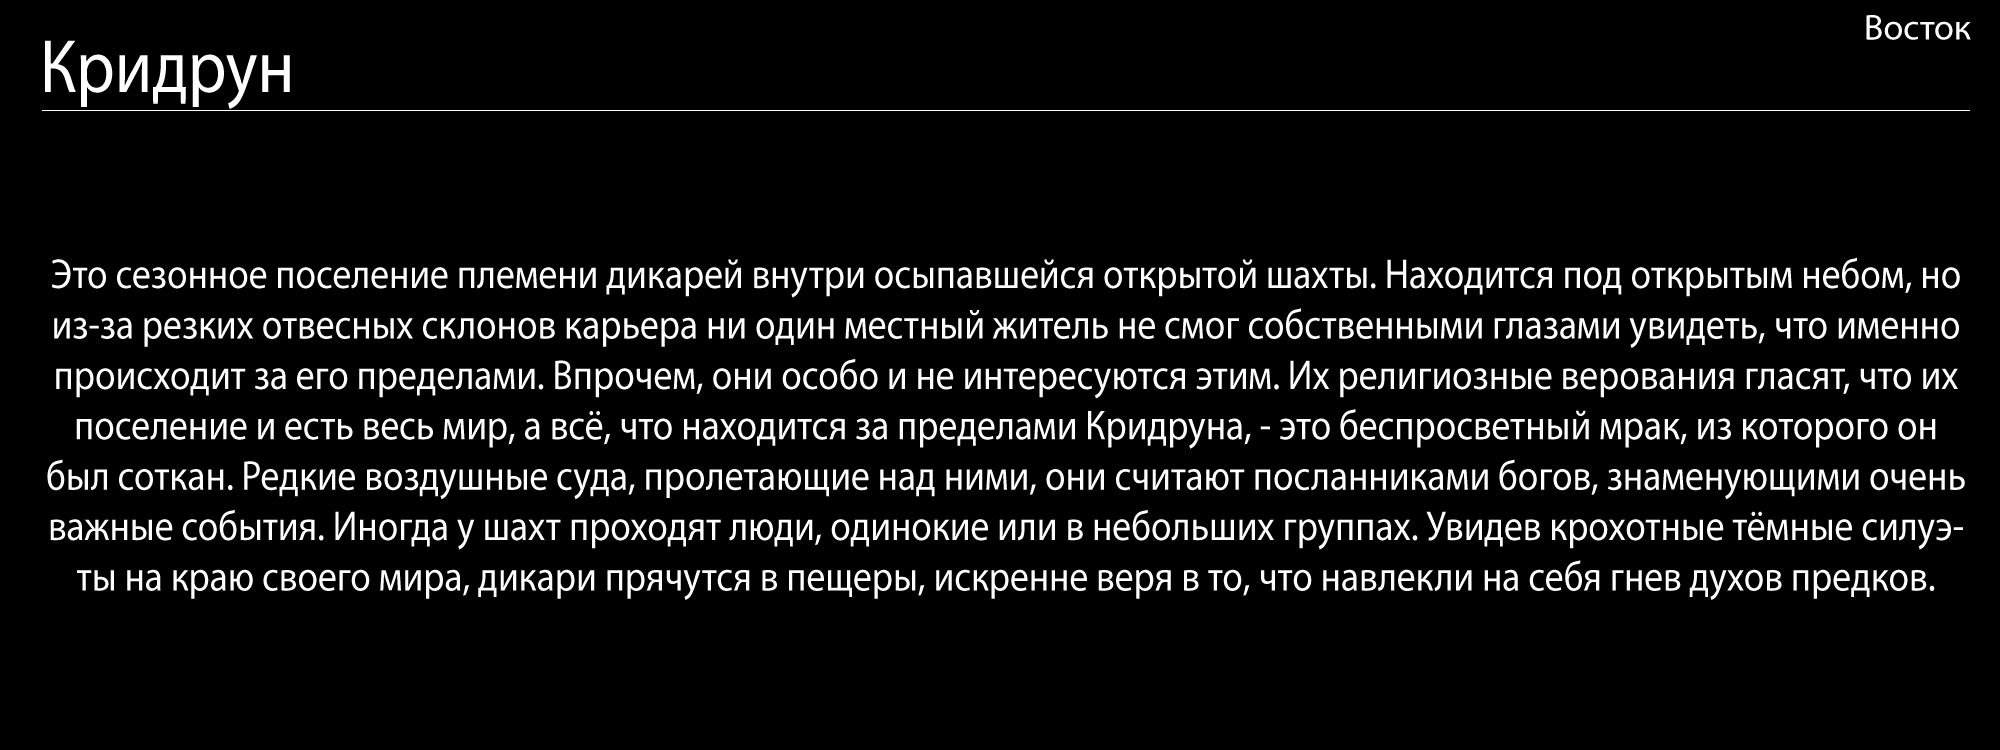 Восток
Кридрун
Это сезонное поселение племени дикарей внутри осыпавшейся открытой шахты. Находится под открытым небом, но
из-за резких отвесных склонов карьера ни один местный житель не смог собственными глазами увидеть, что именно
происходит за его пределами. Впрочем, они особо и не интересуются этим. Их религиозные верования гласят, что их
поселение и есть весь мир, а всё, что находится за пределами Кридруна, - это беспросветный мрак, из которого он
был соткан. Редкие воздушные суда, пролетающие над ними, они считают посланниками богов, знаменующими очень
важные события. Иногда у шахт проходят люди, одинокие или в небольших группах. Увидев крохотные тёмные силуэ-
ты на краю своего мира, дикари прячутся в пещеры, искренне веря в то, что навлекли на себя гнев духов предков.